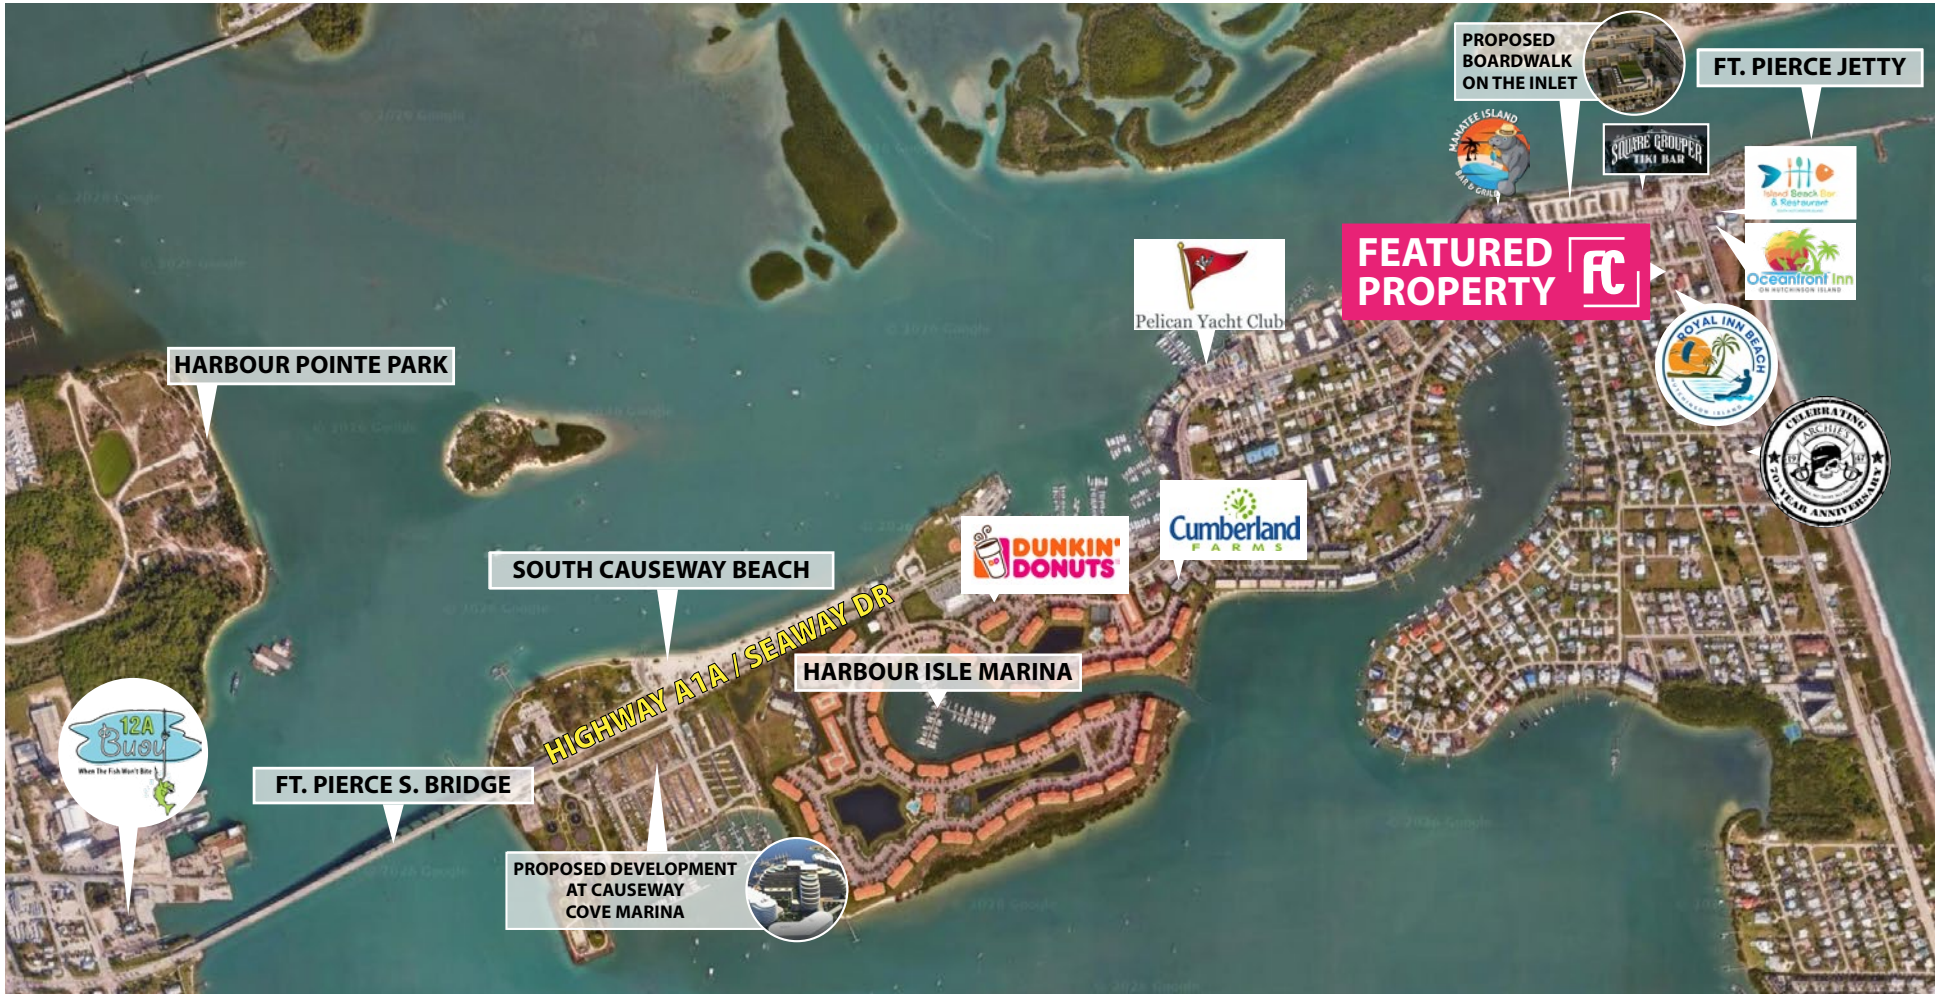 PROPOSED
BOARDWALK
ON THE INLET
FT. PIERCE JETTY
MANATEE ISLAND
BAR & GRILL
SQUARE GROUPER
TIKI BAR
Island Beach Bar
& Restaurant
FEATURED
PROPERTY
FC
Oceanfront Inn
ON HUTCHINSON ISLAND
Pelican Yacht Club
ROYAL INN BEACH
HUTCHINSON ISLAND
HARBOUR POINTE PARK
CELEBRATING
ARCHIE'S
19 47
70-YEAR ANNIVERSARY
Cumberland
FARMS
DUNKIN'
DONUTS
SOUTH CAUSEWAY BEACH
HIGHWAY A1A / SEAWAY DR
HARBOUR ISLE MARINA
12A
Buoy
When The Fish Won't Bite
FT. PIERCE S. BRIDGE
PROPOSED DEVELOPMENT
AT CAUSEWAY
COVE MARINA